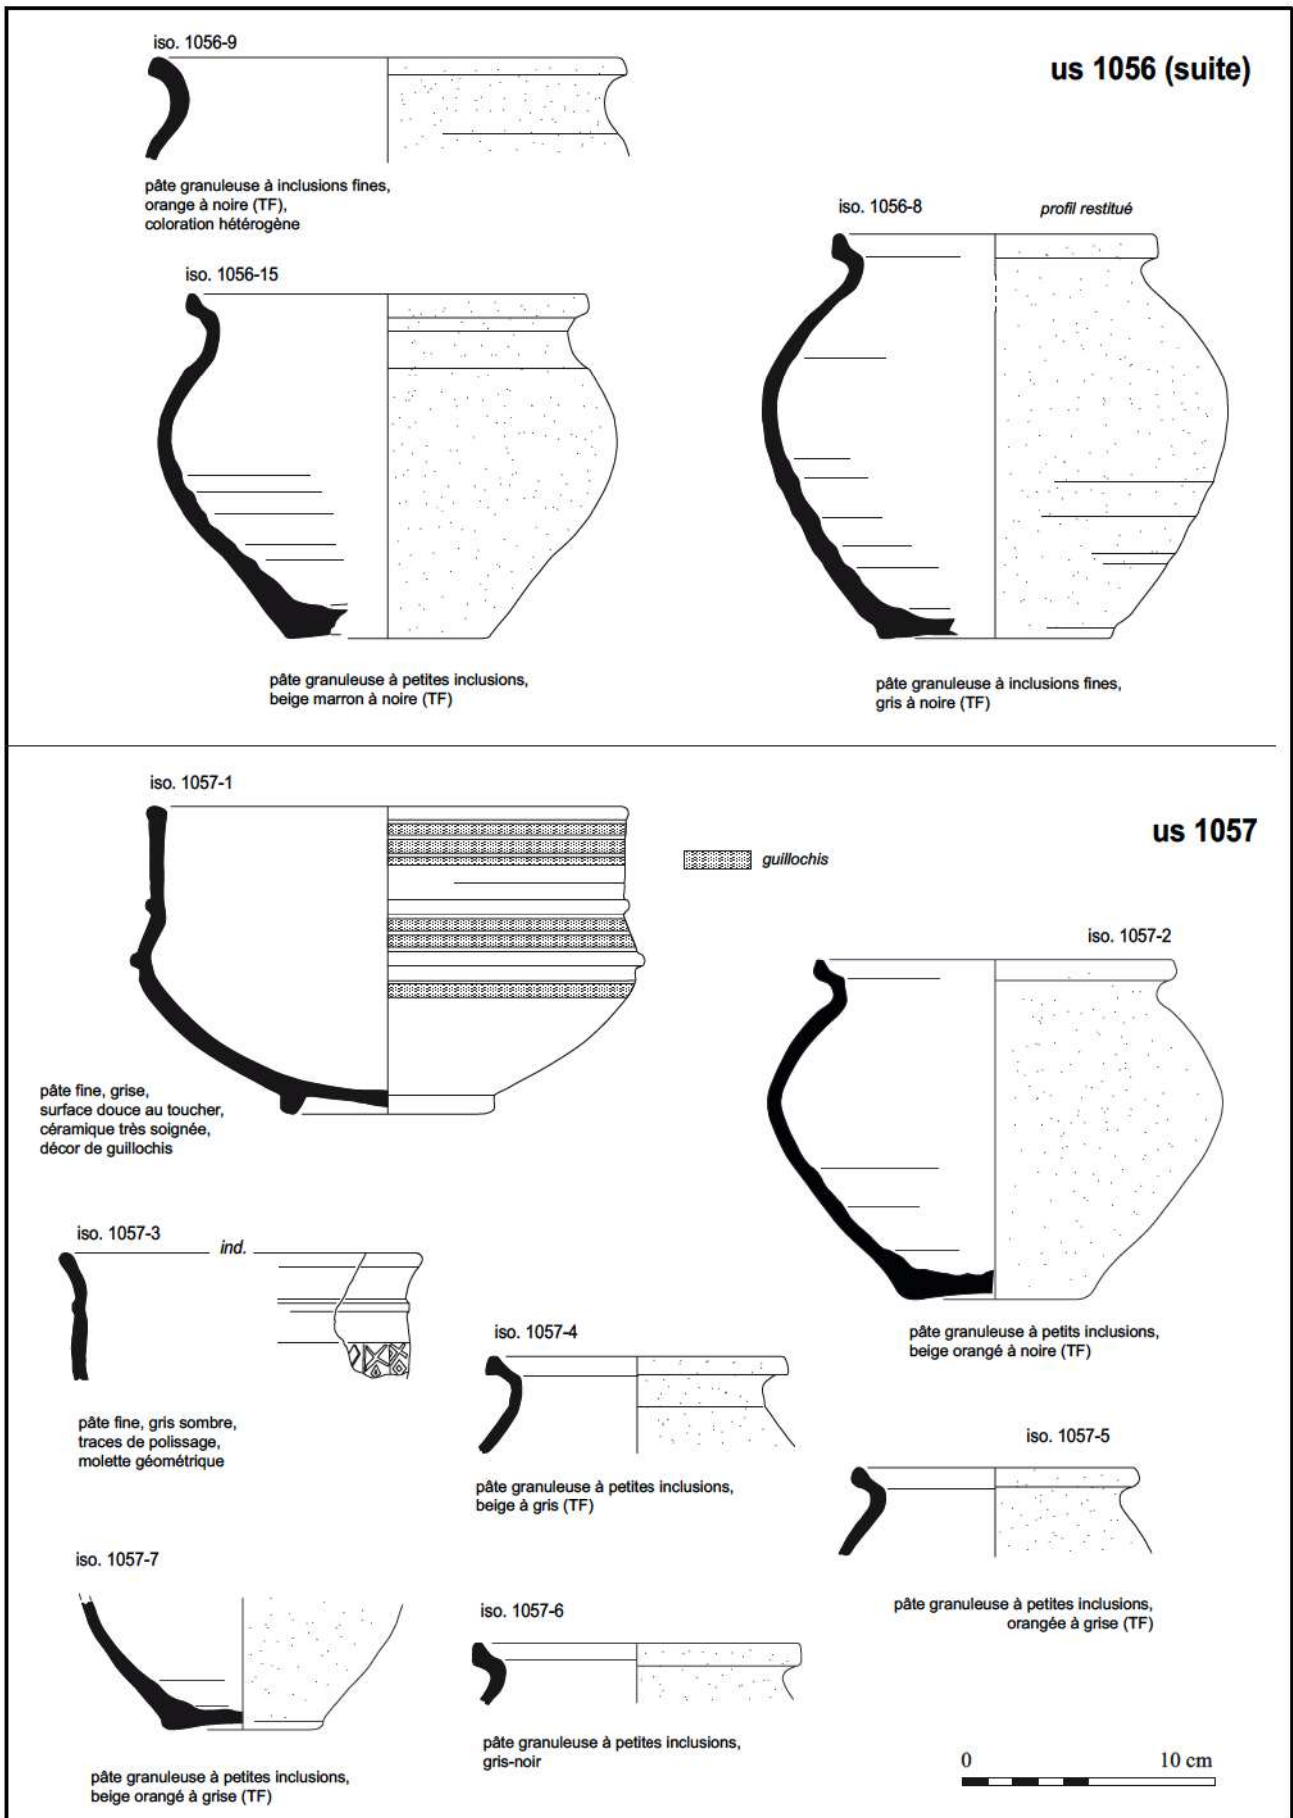 iso. 1056-9
us 1056 (suite)
pâte granuleuse à inclusions fines,
orange à noire (TF),
coloration hétérogène
iso. 1056-8
profil restitué
iso. 1056-15
pâte granuleuse à petites inclusions,
beige marron à noire (TF)
pâte granuleuse à inclusions fines,
gris à noire (TF)
iso. 1057-1
us 1057
guillochis
iso. 1057-2
pâte fine, grise,
surface douce au toucher,
céramique très soignée,
décor de guillochis
iso. 1057-3
ind.
iso. 1057-4
pâte granuleuse à petits inclusions,
beige orangé à noire (TF)
pâte fine, gris sombre,
traces de polissage,
molette géométrique
iso. 1057-5
pâte granuleuse à petites inclusions,
beige à gris (TF)
iso. 1057-7
iso. 1057-6
pâte granuleuse à petites inclusions,
orangée à grise (TF)
pâte granuleuse à petites inclusions,
gris-noir
0 10 cm
pâte granuleuse à petites inclusions,
beige orangé à grise (TF)